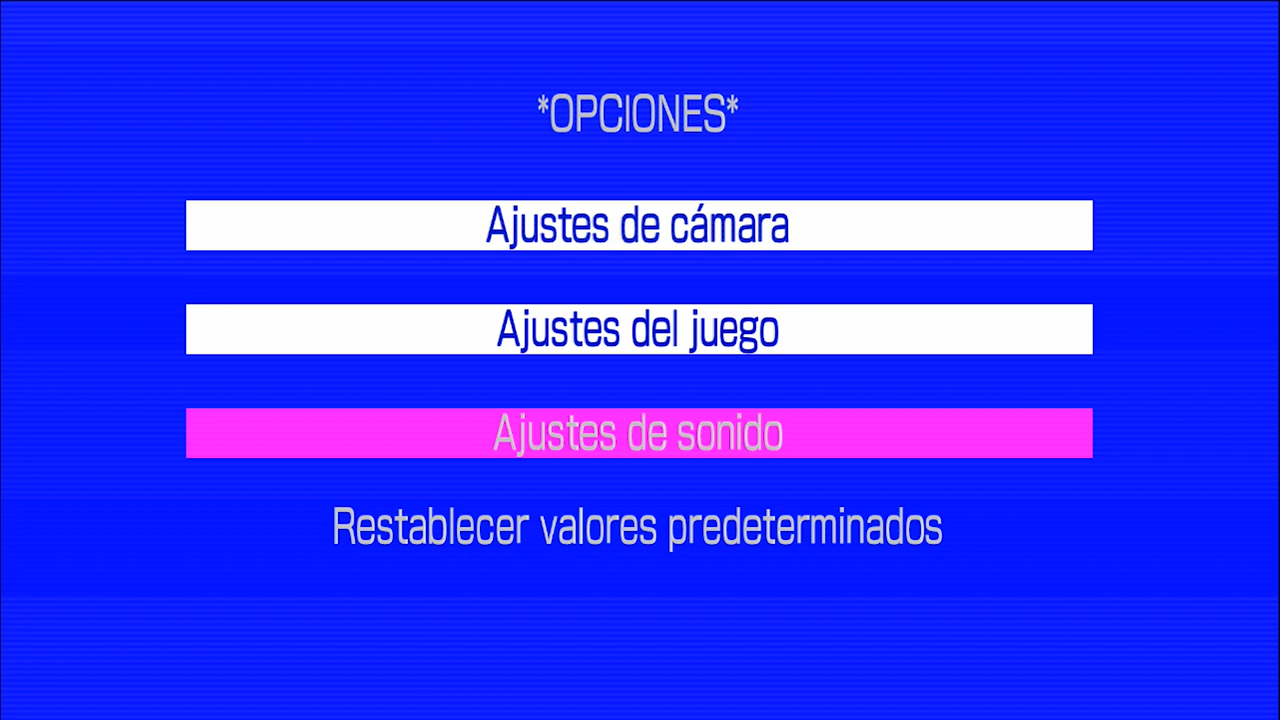 *OPCIONES*
Ajustes de cámara
Ajustes del juego
Ajustes de sonido
Restablecer valores predeterminados